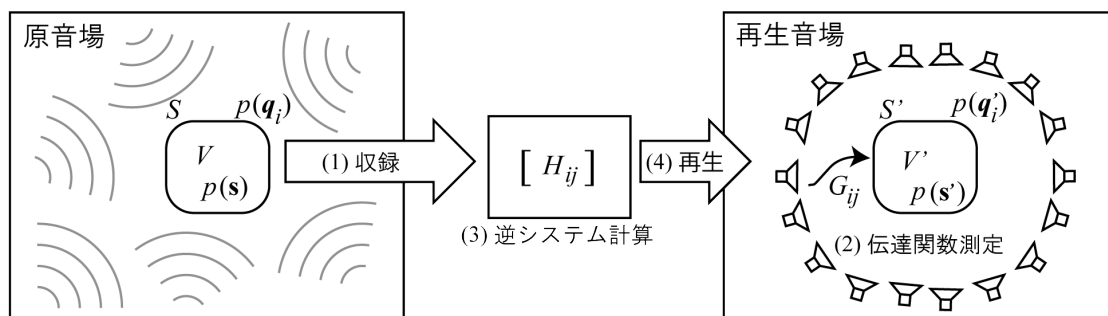 原音場
S
p(q_i)
V
p(s)
(1) 収録
[ H_ij ]
(3) 逆システム計算
(4) 再生
再生音場
S’
p(q’_i)
V’
G_ij
p(s’)
(2) 伝達関数測定